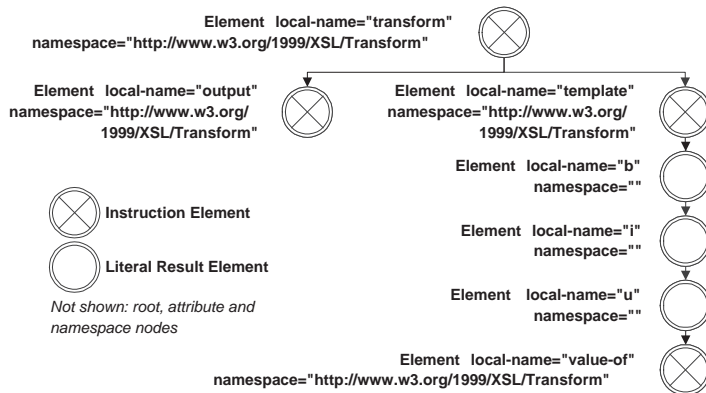 Element local-name="transform"
namespace="http://www.w3.org/1999/XSL/Transform"
Element local-name="output"
namespace="http://www.w3.org/
1999/XSL/Transform"
Element local-name="template"
namespace="http://www.w3.org/
1999/XSL/Transform"
Element local-name="b"
namespace=""
Element local-name="i"
namespace=""
Element local-name="u"
namespace=""
Element local-name="value-of"
namespace="http://www.w3.org/1999/XSL/Transform"
Instruction Element
Literal Result Element
Not shown: root, attribute and
namespace nodes